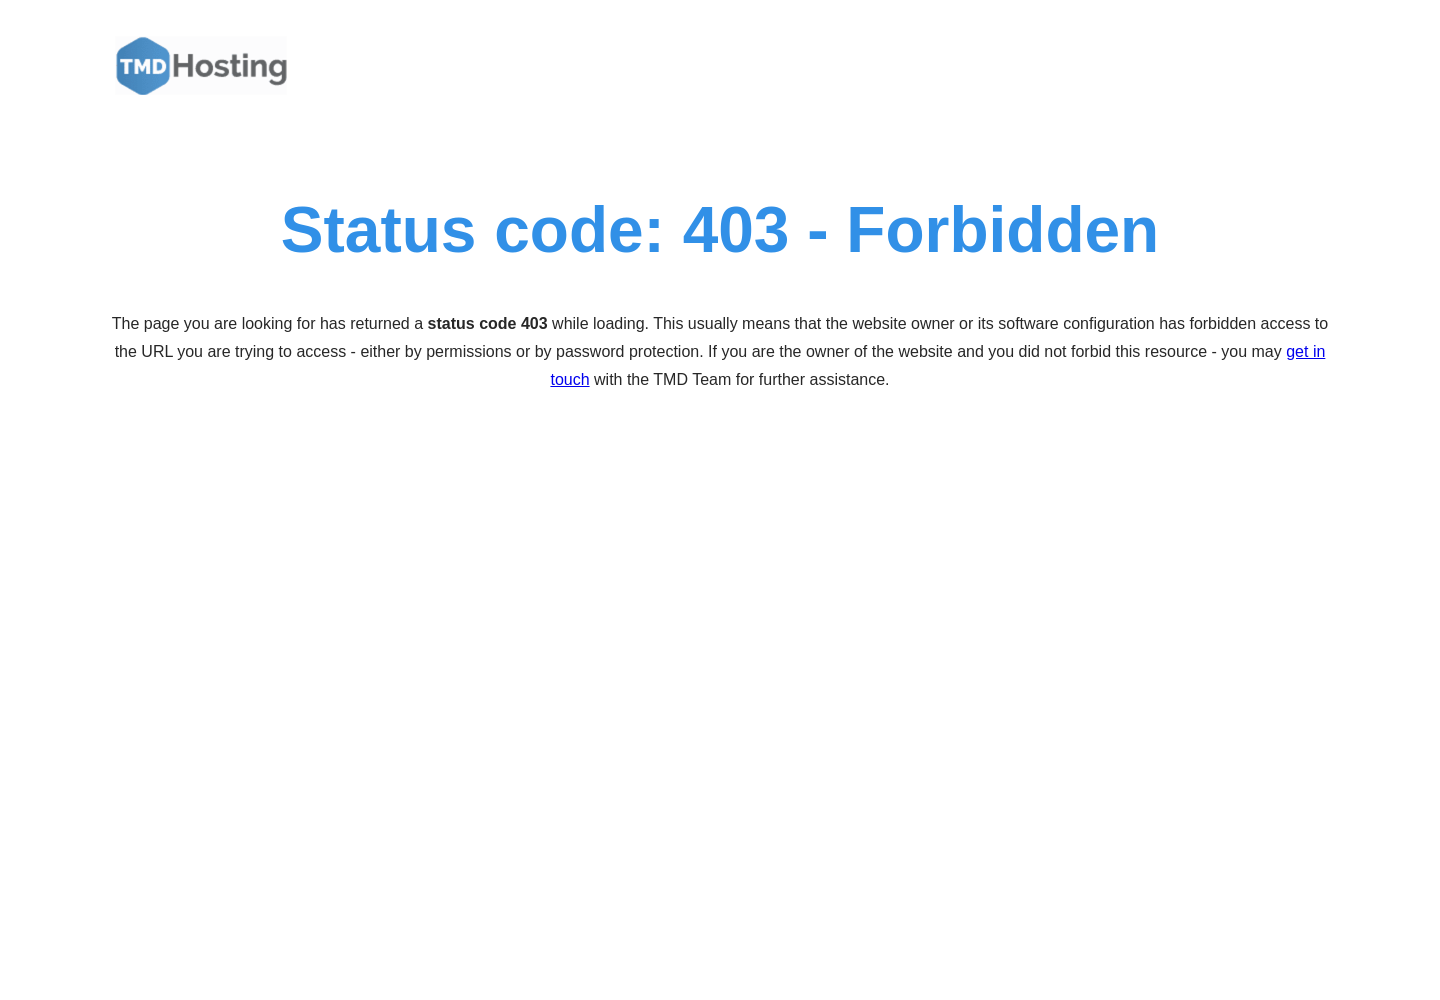 TMD Hosting
Status code: 403 - Forbidden
The page you are looking for has returned a status code 403 while loading. This usually means that the website owner or its software configuration has forbidden access to
the URL you are trying to access - either by permissions or by password protection. If you are the owner of the website and you did not forbid this resource - you may get in
touch with the TMD Team for further assistance.